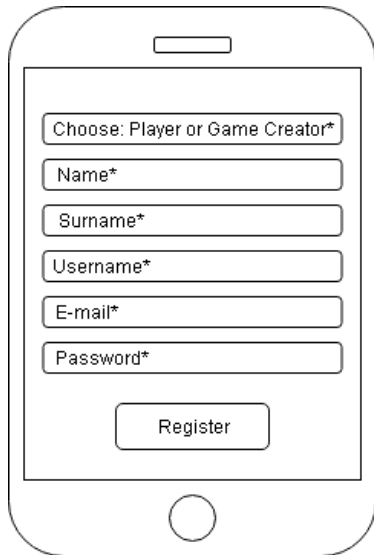 Choose: Player or Game Creator*
Name*
Surname*
Username*
E-mail*
Password*
Register